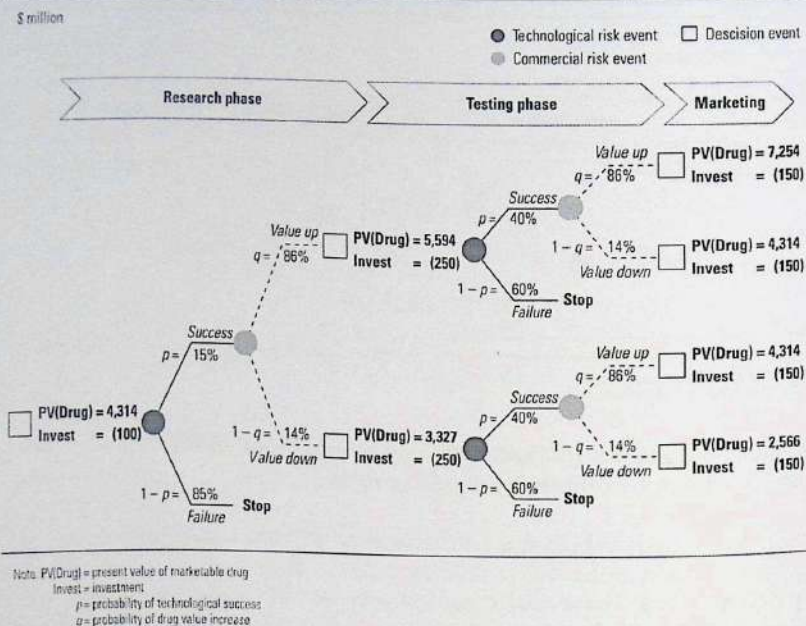 $ million
Technological risk event
Descision event
Commercial risk event
Research phase
Testing phase
Marketing
Value up
PV(Drug) = 7,254
q = 86%
Invest = (150)
Success
p = 40%
Value up
PV(Drug) = 5,594
1 – q = 14%
PV(Drug) = 4,314
q = 86%
Invest = (250)
Value down
Invest = (150)
1 – p = 60%
Stop
Failure
Success
p = 15%
Value up
PV(Drug) = 4,314
q = 86%
Invest = (150)
Success
PV(Drug) = 4,314
p = 40%
Invest = (100)
1 – q = 14%
PV(Drug) = 3,327
1 – q = 14%
PV(Drug) = 2,566
Value down
Invest = (250)
Value down
Invest = (150)
1 – p = 60%
1 – p = 85%
Stop
Stop
Failure
Failure
Note: PV(Drug) = present value of marketable drug
Invest = investment
p = probability of technological success
q = probability of drug value increase